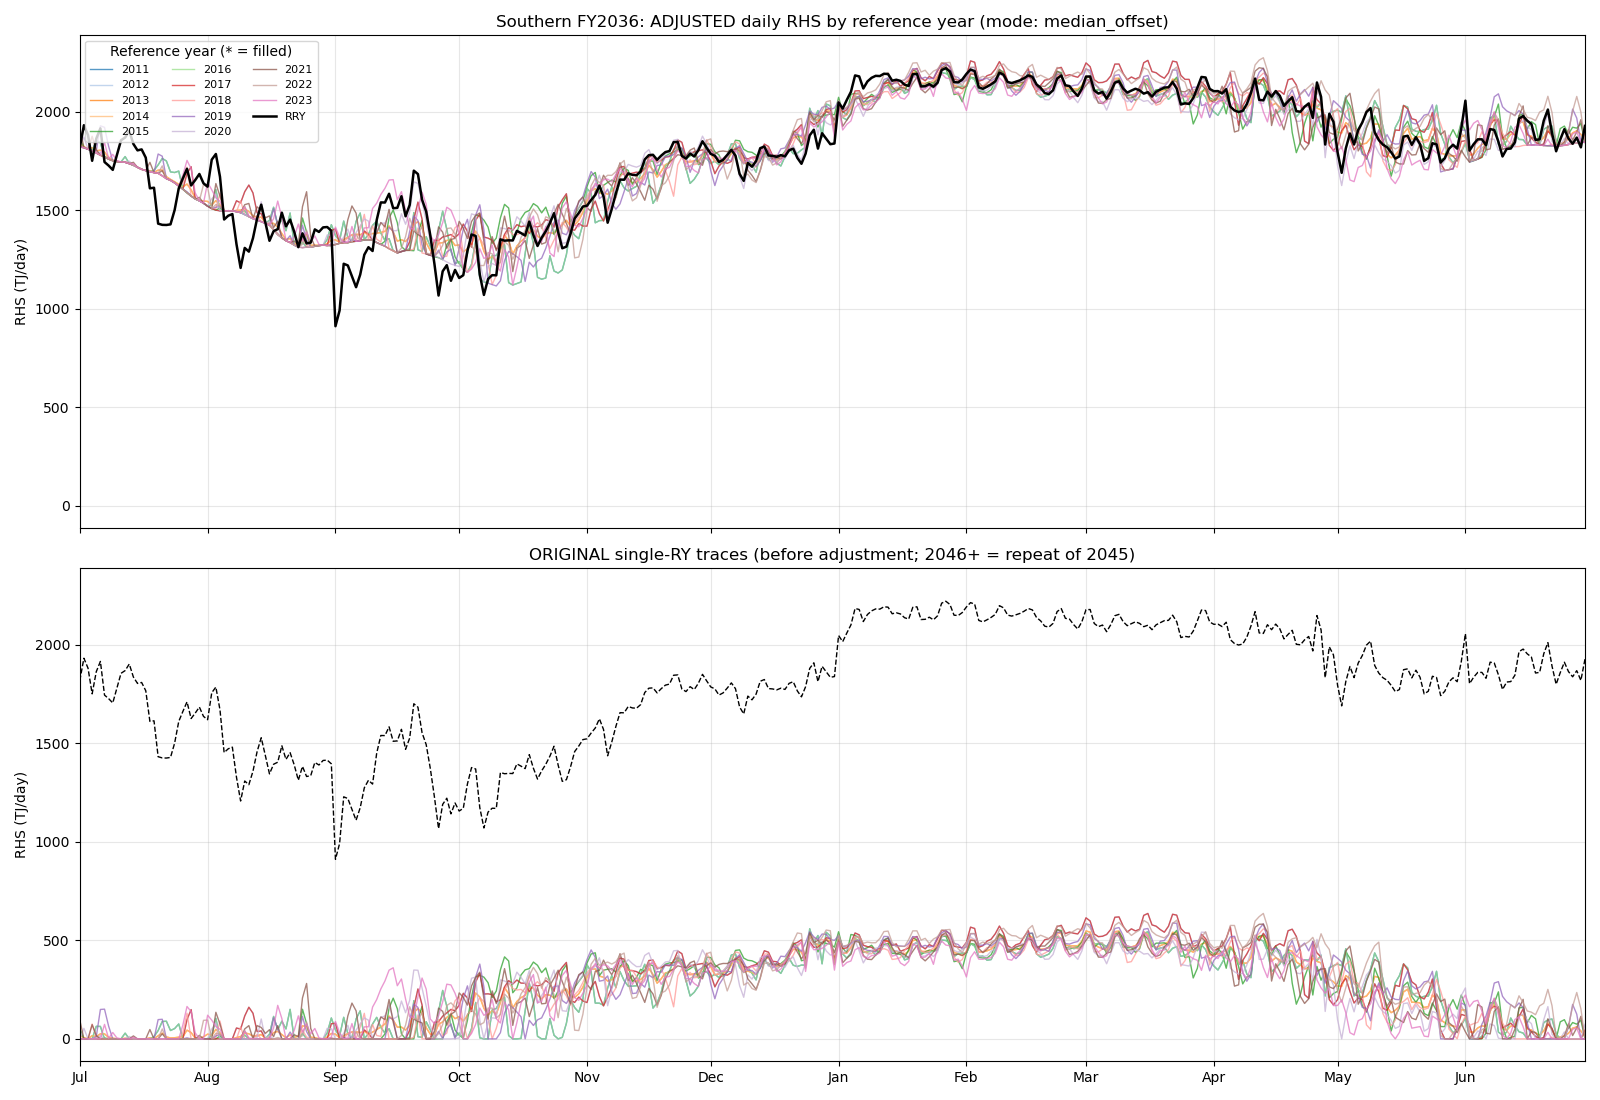 Southern FY2036: ADJUSTED daily RHS by reference year (mode: median_offset)
Reference year (* = filled)
2011 2016 2021
2012 2017 2022
2013 2018 2023
2014 2019 RRY
2015 2020
RHS (TJ/day)
2000
1500
1000
500
0
ORIGINAL single-RY traces (before adjustment; 2046+ = repeat of 2045)
RHS (TJ/day)
2000
1500
1000
500
0
Jul Aug Sep Oct Nov Dec Jan Feb Mar Apr May Jun